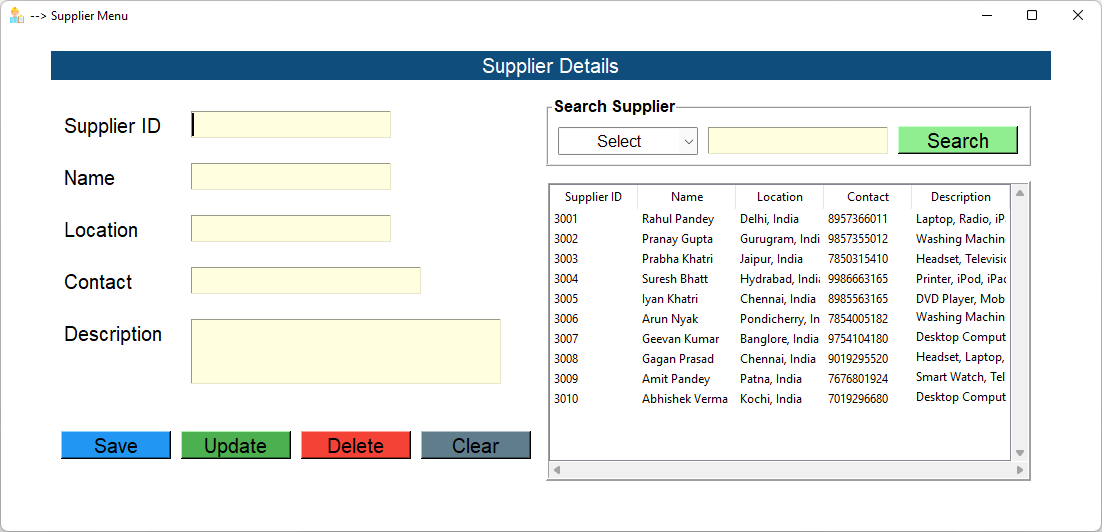 --> Supplier Menu
Supplier Details
Supplier ID
Name
Location
Contact
Description
Save Update Delete Clear
Search Supplier
Select Search
Supplier ID Name Location Contact Description
3001 Rahul Pandey Delhi, India 8957366011 Laptop, Radio, iP
3002 Pranay Gupta Gurugram, Indi 9857355012 Washing Machin
3003 Prabha Khatri Jaipur, India 7850315410 Headset, Televisio
3004 Suresh Bhatt Hydrabad, Indi 9986663165 Printer, iPod, iPad
3005 Iyan Khatri Chennai, India 8985563165 DVD Player, Mob
3006 Arun Nyak Pondicherry, In 7854005182 Washing Machin
3007 Geevan Kumar Banglore, India 9754104180 Desktop Comput
3008 Gagan Prasad Chennai, India 9019295520 Headset, Laptop,
3009 Amit Pandey Patna, India 7676801924 Smart Watch, Tel
3010 Abhishek Verma Kochi, India 7019296680 Desktop Comput